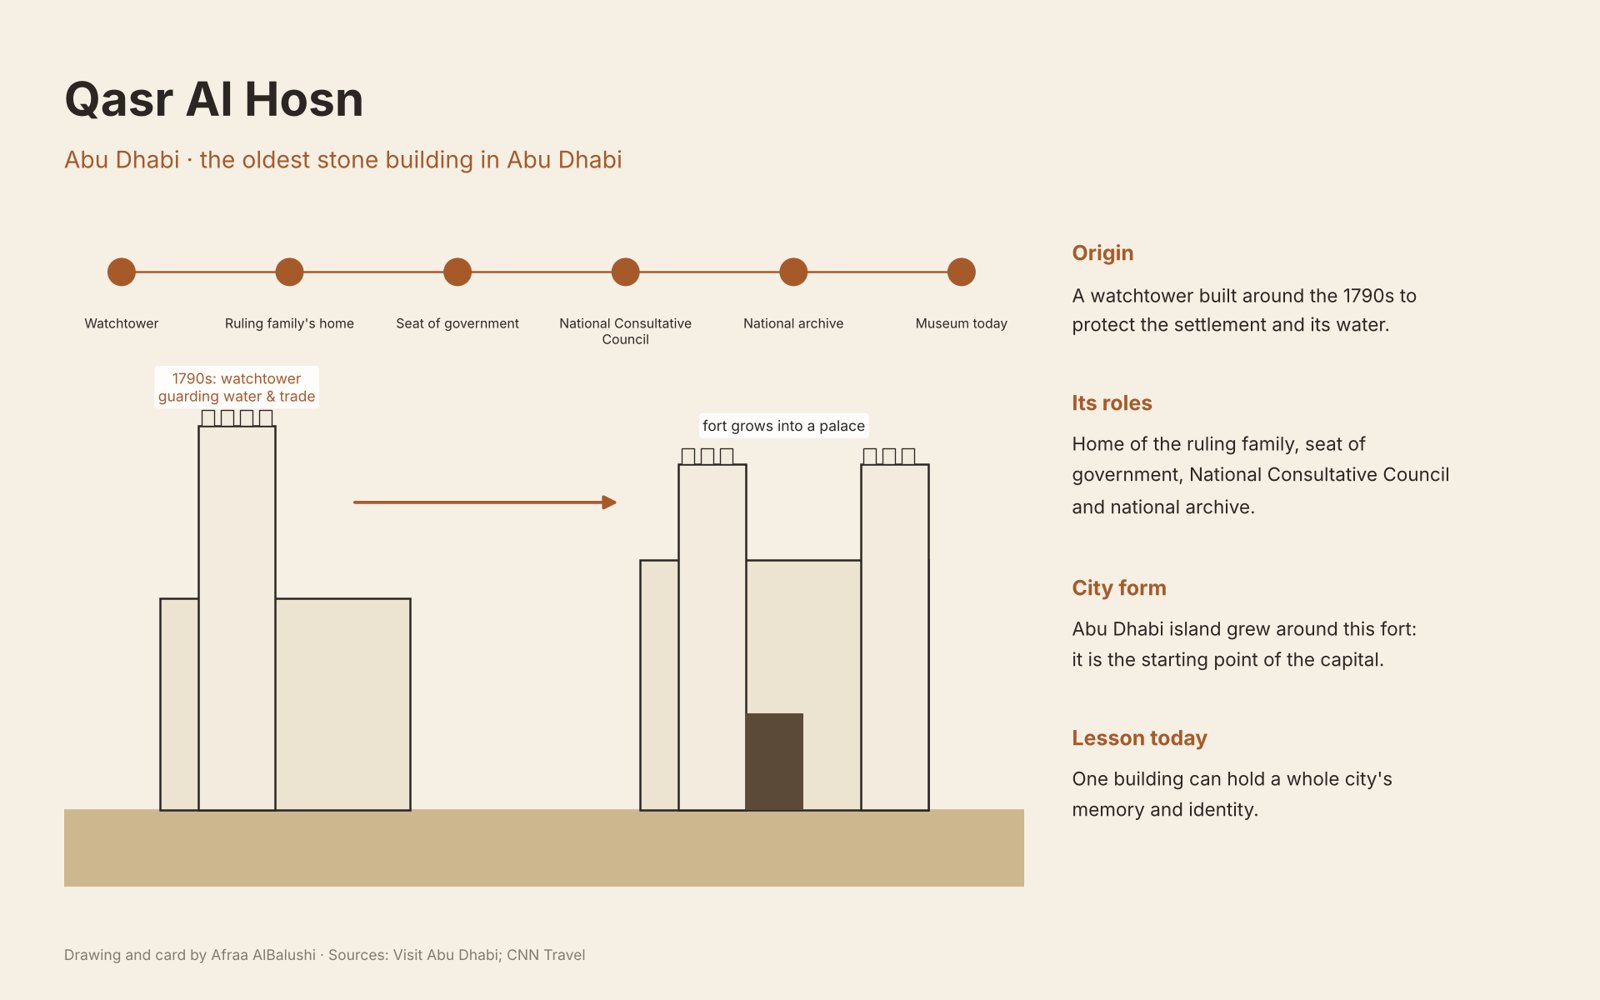 Qasr Al Hosn
Abu Dhabi · the oldest stone building in Abu Dhabi
Watchtower
Ruling family's home
Seat of government
National Consultative
Council
National archive
Museum today
1790s: watchtower
guarding water & trade
fort grows into a palace
Origin
A watchtower built around the 1790s to
protect the settlement and its water.
Its roles
Home of the ruling family, seat of
government, National Consultative Council
and national archive.
City form
Abu Dhabi island grew around this fort:
it is the starting point of the capital.
Lesson today
One building can hold a whole city's
memory and identity.
Drawing and card by Afraa AlBalushi · Sources: Visit Abu Dhabi; CNN Travel